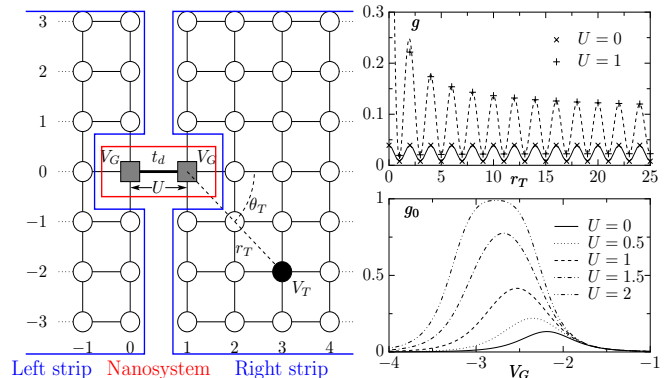 3
2
1
0
−1
−2
−3
V_G
t_d
V_G
U
θ_T
r_T
V_T
−1 0 1 2 3 4
Left strip Nanosystem Right strip
g
0.3
0.2
0.1
0
× U = 0
+ U = 1
0 5 10 r_T 15 20 25
g_0
1
0.5
0
U = 0
U = 0.5
U = 1
U = 1.5
U = 2
−4 −3 V_G −2 −1